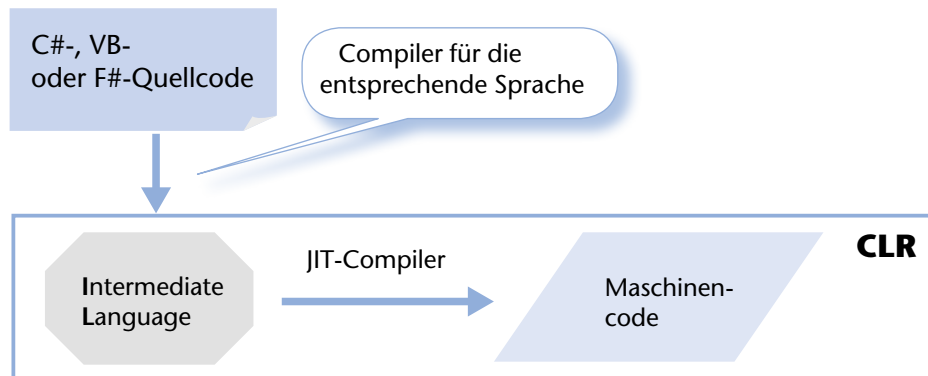 C#-, VB-
oder F#-Quellcode
Compiler für die
entsprechende Sprache
CLR
JIT-Compiler
Intermediate
Language
Maschinen-
code